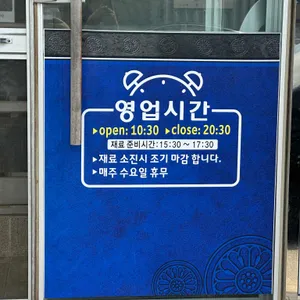 영업시간
▶open: 10:30 ▶close: 20:30
재료 준비시간:15:30 ~ 17:30
▶재료 소진시 조기 마감 합니다.
▶매주 수요일 휴무